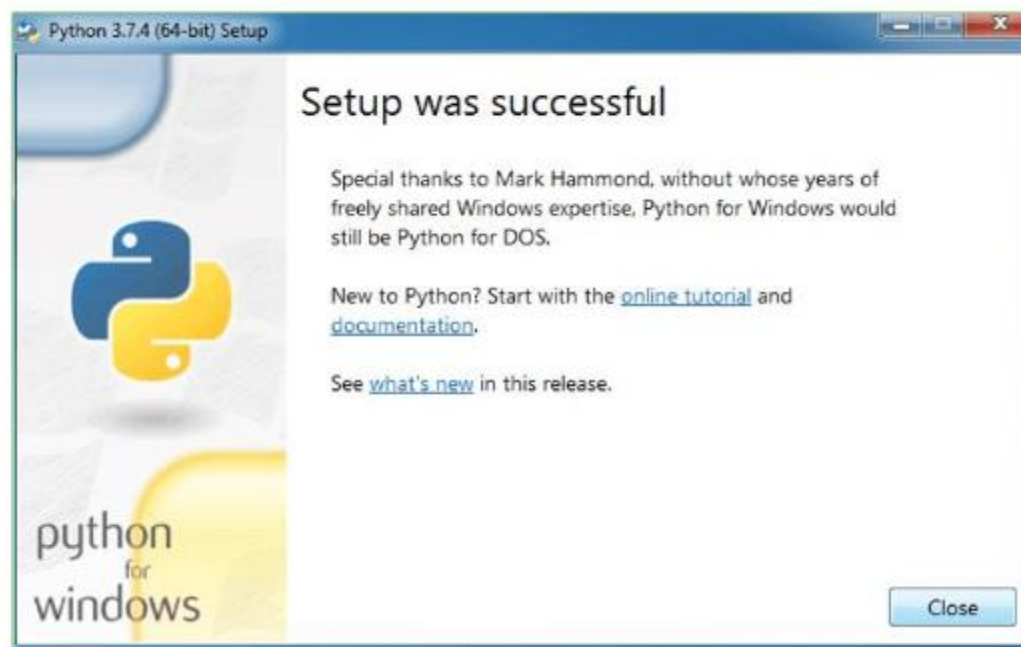 Python 3.7.4 (64-bit) Setup
Setup was successful
Special thanks to Mark Hammond, without whose years of
freely shared Windows expertise, Python for Windows would
still be Python for DOS.
New to Python? Start with the online tutorial and
documentation.
See what's new in this release.
python
for
windows
Close